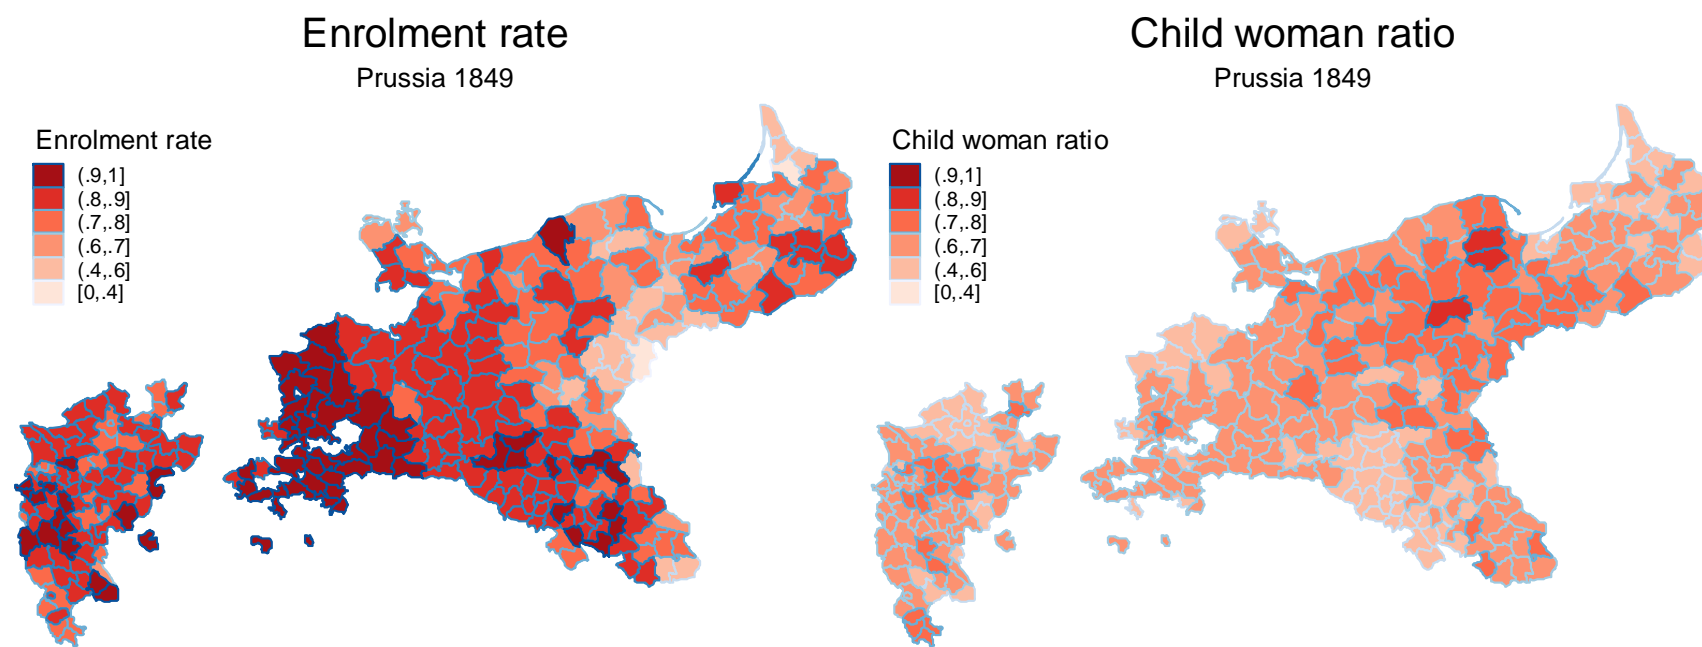 Enrolment rate
Prussia 1849
Enrolment rate
(.9,1]
(.8,.9]
(.7,.8]
(.6,.7]
(.4,.6]
[0,.4]
Child woman ratio
Prussia 1849
Child woman ratio
(.9,1]
(.8,.9]
(.7,.8]
(.6,.7]
(.4,.6]
[0,.4]